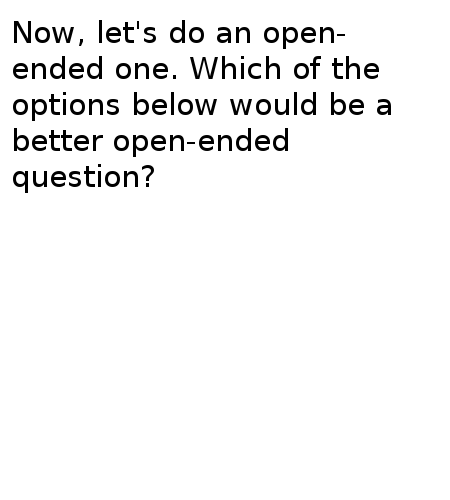 Now, let's do an open-
ended one. Which of the
options below would be a
better open-ended
question?